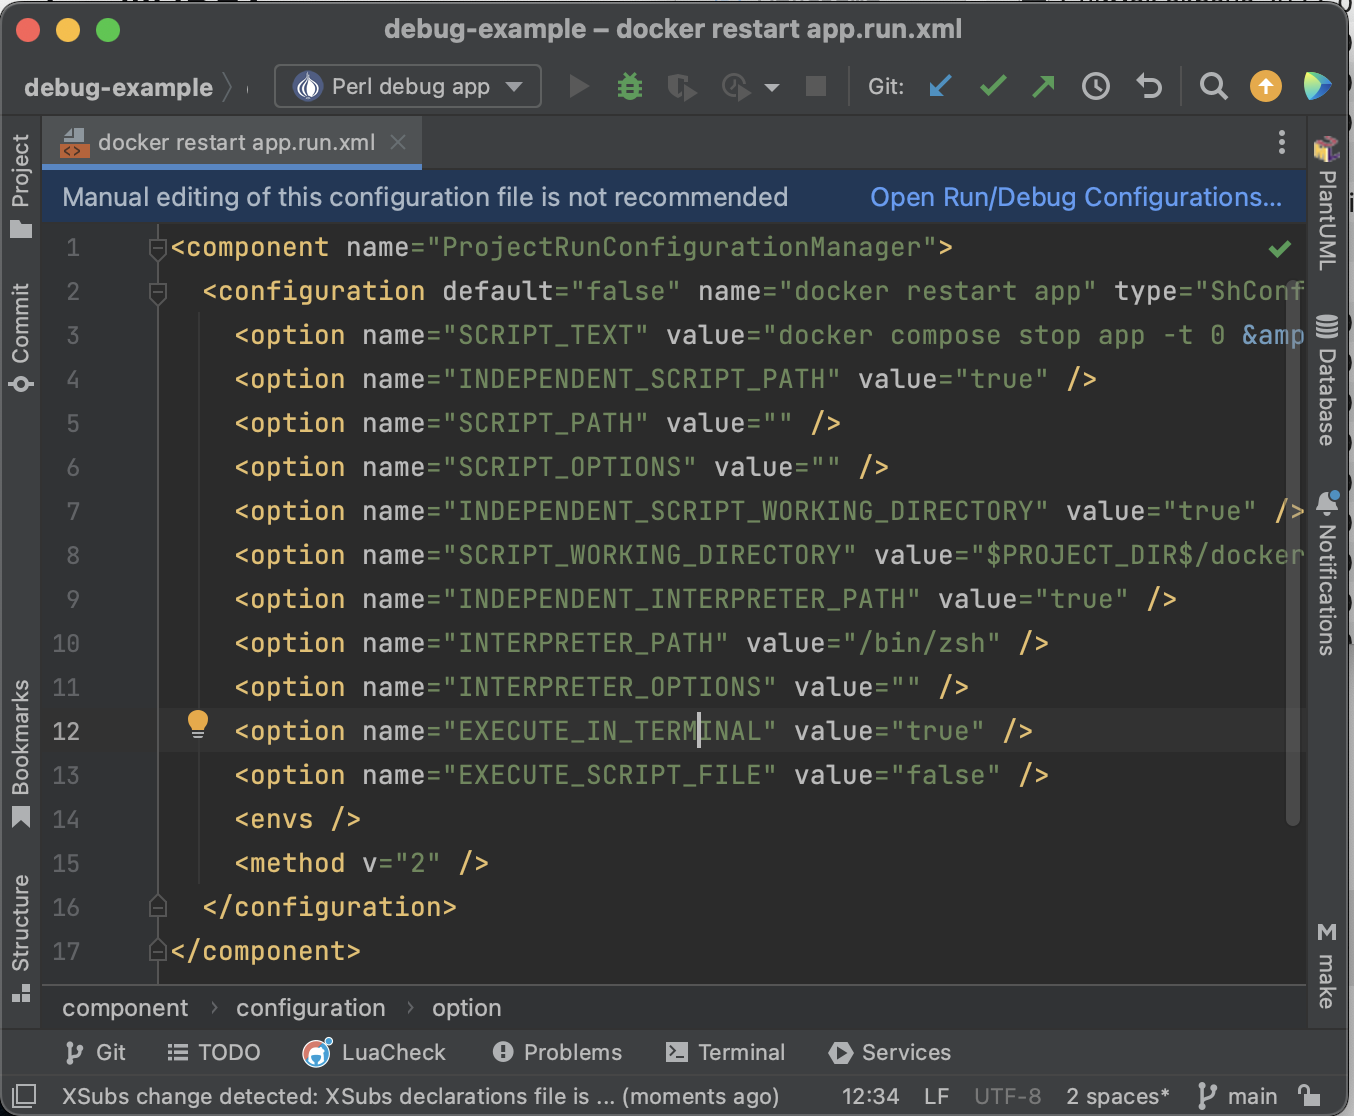 debug-example – docker restart app.run.xml
debug-example
Perl debug app
Git:
docker restart app.run.xml
Manual editing of this configuration file is not recommended
Open Run/Debug Configurations...
1 <component name="ProjectRunConfigurationManager">
2 <configuration default="false" name="docker restart app" type="ShConf
3 <option name="SCRIPT_TEXT" value="docker compose stop app -t 0 &amp
4 <option name="INDEPENDENT_SCRIPT_PATH" value="true" />
5 <option name="SCRIPT_PATH" value="" />
6 <option name="SCRIPT_OPTIONS" value="" />
7 <option name="INDEPENDENT_SCRIPT_WORKING_DIRECTORY" value="true" />
8 <option name="SCRIPT_WORKING_DIRECTORY" value="$PROJECT_DIR$/docker
9 <option name="INDEPENDENT_INTERPRETER_PATH" value="true" />
10 <option name="INTERPRETER_PATH" value="/bin/zsh" />
11 <option name="INTERPRETER_OPTIONS" value="" />
12 <option name="EXECUTE_IN_TERMINAL" value="true" />
13 <option name="EXECUTE_SCRIPT_FILE" value="false" />
14 <envs />
15 <method v="2" />
16 </configuration>
17 </component>
Project
Commit
Bookmarks
Structure
PlantUML
Database
Notifications
M make
component › configuration › option
Git
TODO
LuaCheck
Problems
Terminal
Services
XSubs change detected: XSubs declarations file is ... (moments ago)
12:34
LF
UTF-8
2 spaces*
main